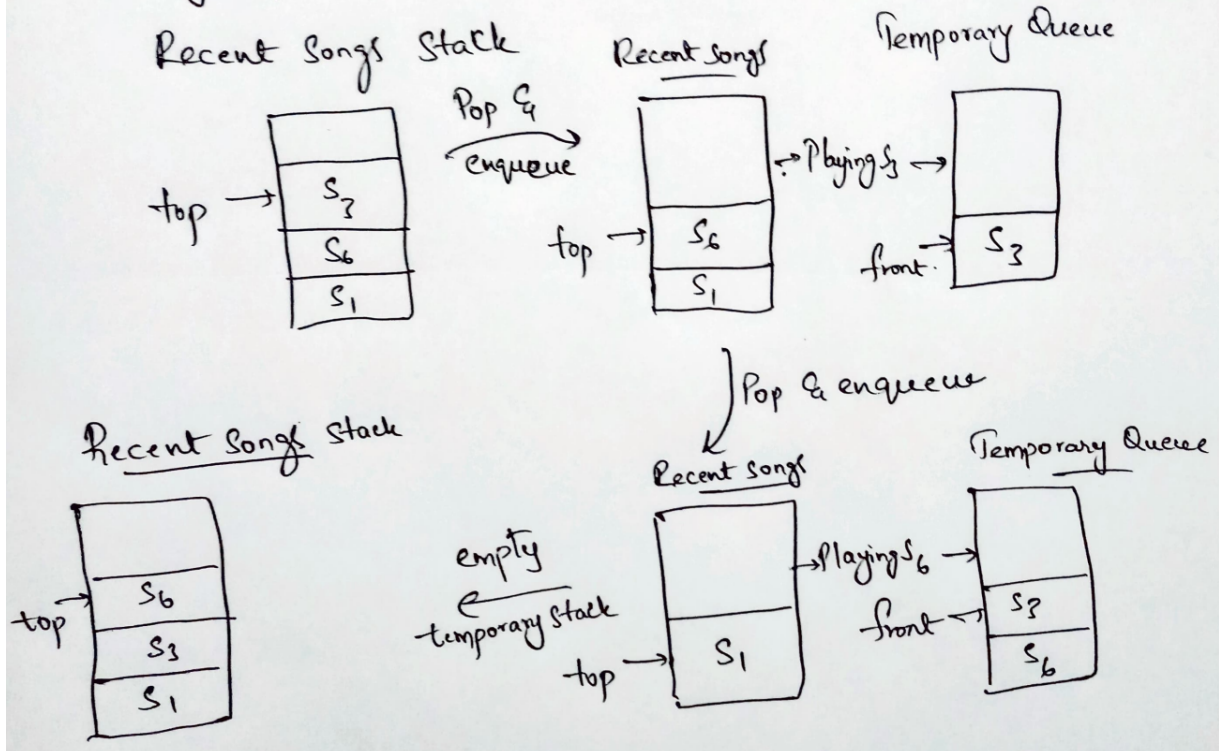 Recent Songs Stack
Pop &
enqueue
top
S3
S6
S1
Recent songs
top
S6
S1
Playing S3
Temporary Queue
front.
S3
Pop & enqueue
Recent songs
top
S1
Playing S6
Temporary Queue
front
S3
S6
empty
temporary stack
Recent Songs Stack
top
S6
S3
S1